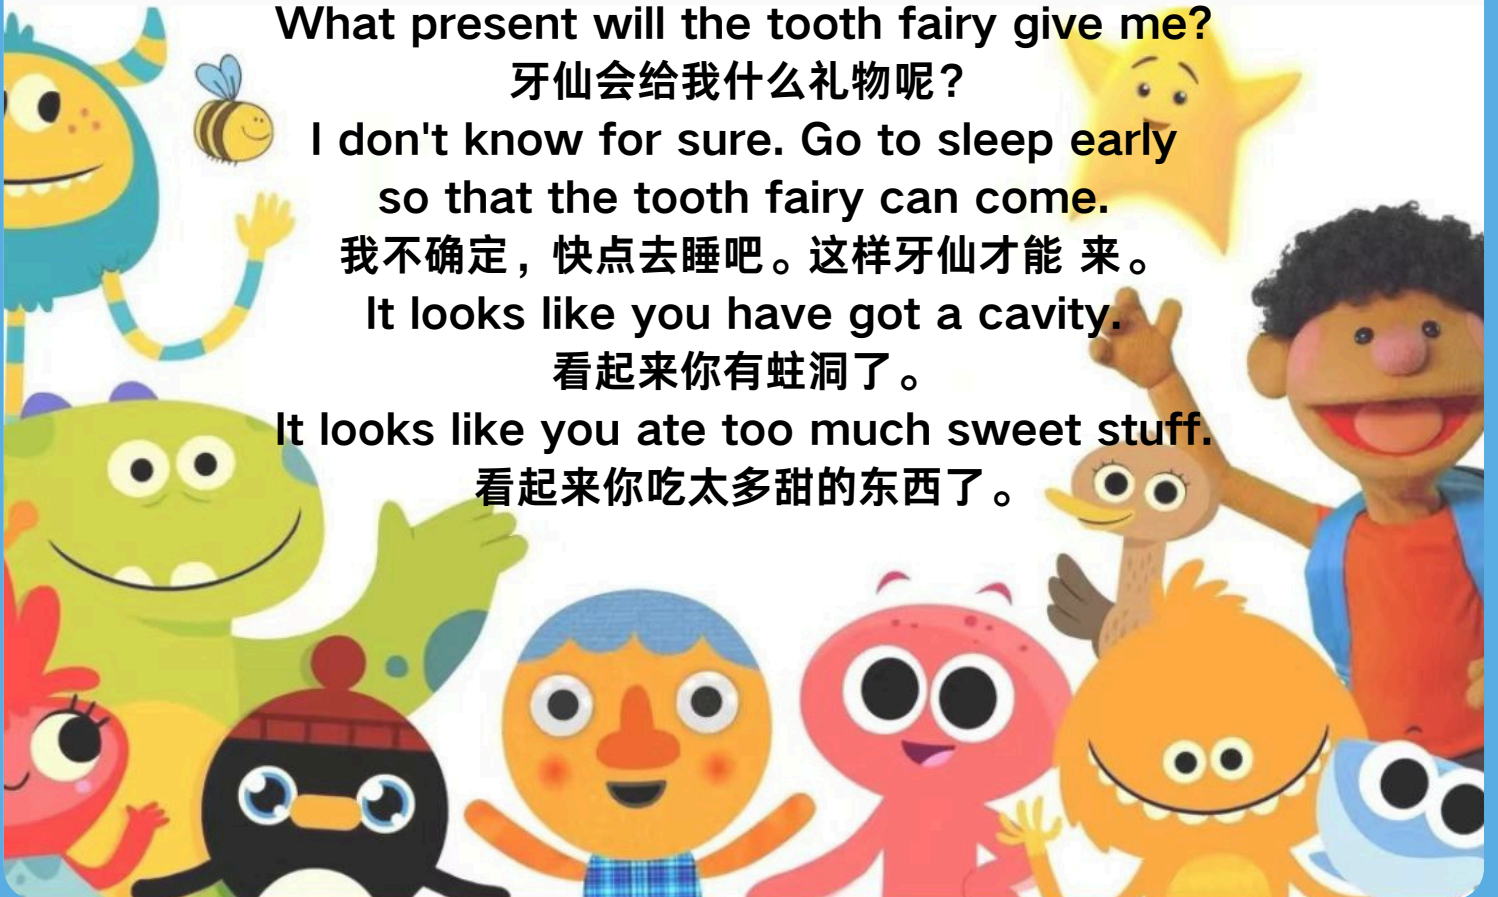 What present will the tooth fairy give me?
牙仙会给我什么礼物呢？
I don't know for sure. Go to sleep early
so that the tooth fairy can come.
我不确定，快点去睡吧。这样牙仙才能 来。
It looks like you have got a cavity.
看起来你有蛀洞了。
It looks like you ate too much sweet stuff.
看起来你吃太多甜的东西了。